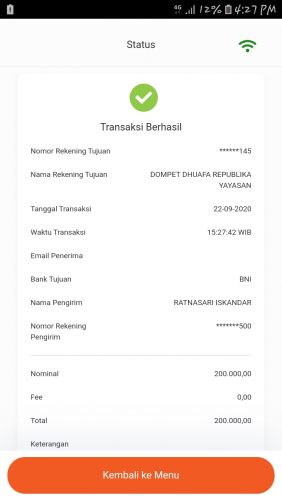 4G 12% 4:27 PM
Status
Transaksi Berhasil
Nomor Rekening Tujuan ******145
Nama Rekening Tujuan DOMPET DHUAFA REPUBLIKA
YAYASAN
Tanggal Transaksi 22-09-2020
Waktu Transaksi 15:27:42 WIB
Email Penerima
Bank Tujuan BNI
Nama Pengirim RATNASARI ISKANDAR
Nomor Rekening *******500
Pengirim
Nominal 200.000,00
Fee 0,00
Total 200.000,00
Keterangan
Kembali ke Menu